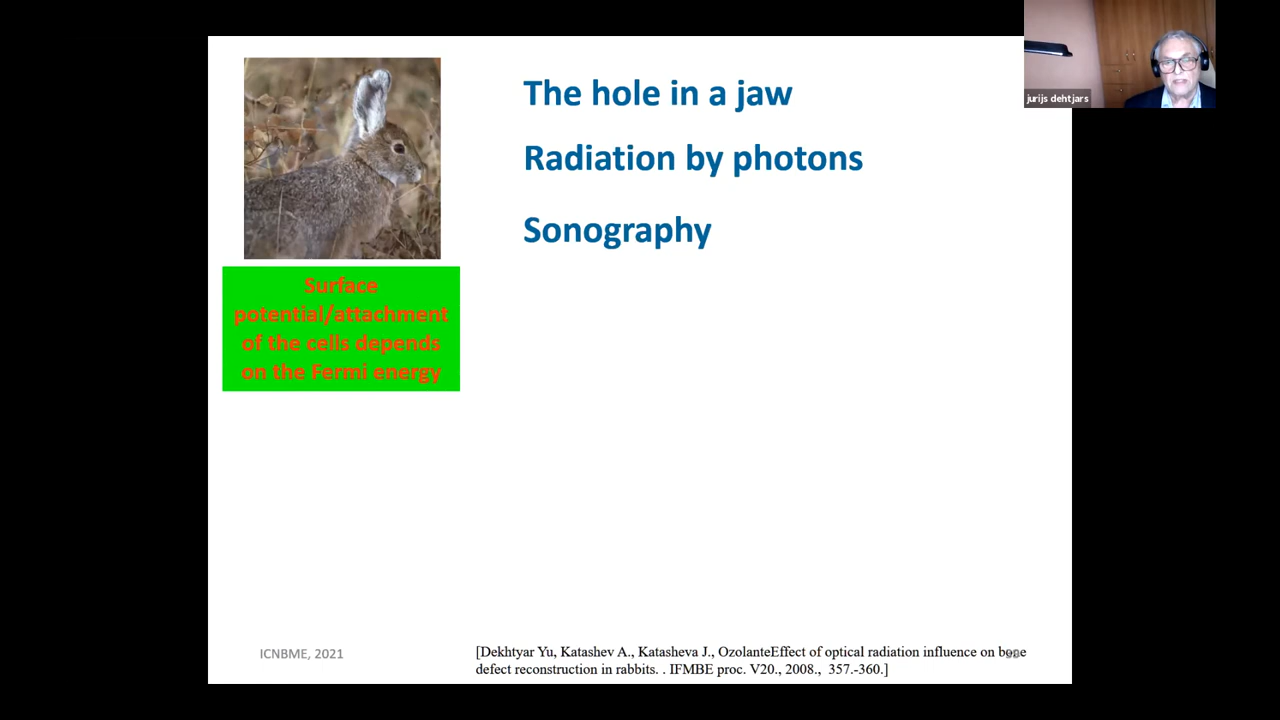 jurijs dehtjars
The hole in a jaw
Radiation by photons
Sonography
Surface
potential/attachment
of the cells depends
on the Fermi energy
ICNBME, 2021
[Dekhtyar Yu, Katashev A., Katasheva J., OzolanteEffect of optical radiation influence on bone
defect reconstruction in rabbits. . IFMBE proc. V20., 2008., 357.-360.]